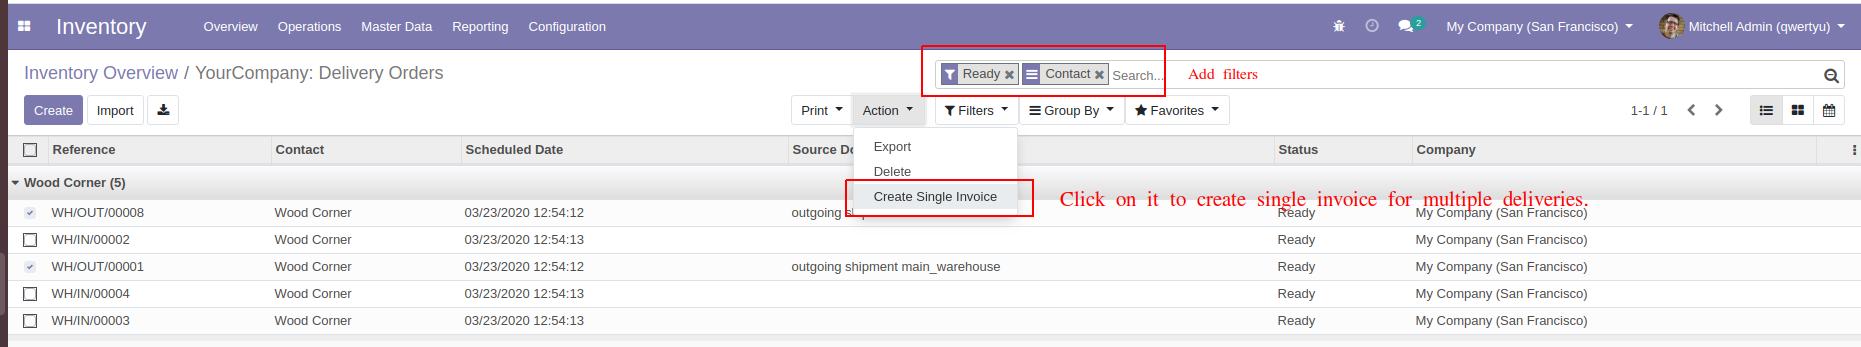 Inventory Overview Operations Master Data Reporting Configuration 2 My Company (San Francisco) Mitchell Admin (qwertyu)
Inventory Overview / YourCompany: Delivery Orders Ready Contact Search... Add filters
Create Import Print Action Filters Group By Favorites 1-1 / 1
Export
Delete
Create Single Invoice Click on it to create single invoice for multiple deliveries.
Reference Contact Scheduled Date Source Status Company
Wood Corner (5)
WH/OUT/00008 Wood Corner 03/23/2020 12:54:12 outgoing Ready My Company (San Francisco)
WH/IN/00002 Wood Corner 03/23/2020 12:54:13 Ready My Company (San Francisco)
WH/OUT/00001 Wood Corner 03/23/2020 12:54:12 outgoing shipment main_warehouse Ready My Company (San Francisco)
WH/IN/00004 Wood Corner 03/23/2020 12:54:13 Ready My Company (San Francisco)
WH/IN/00003 Wood Corner 03/23/2020 12:54:13 Ready My Company (San Francisco)